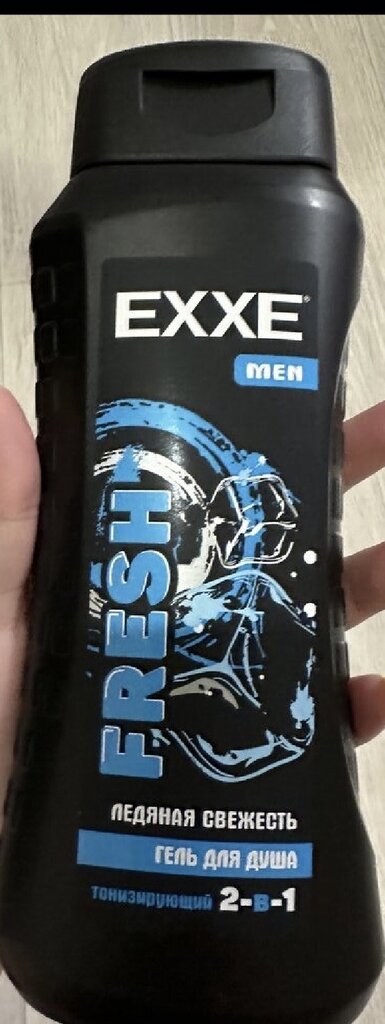 EXXE®
MEN
FRESH
ЛЕДЯНАЯ СВЕЖЕСТЬ
ГЕЛЬ ДЛЯ ДУША
тонизирующий 2-в-1